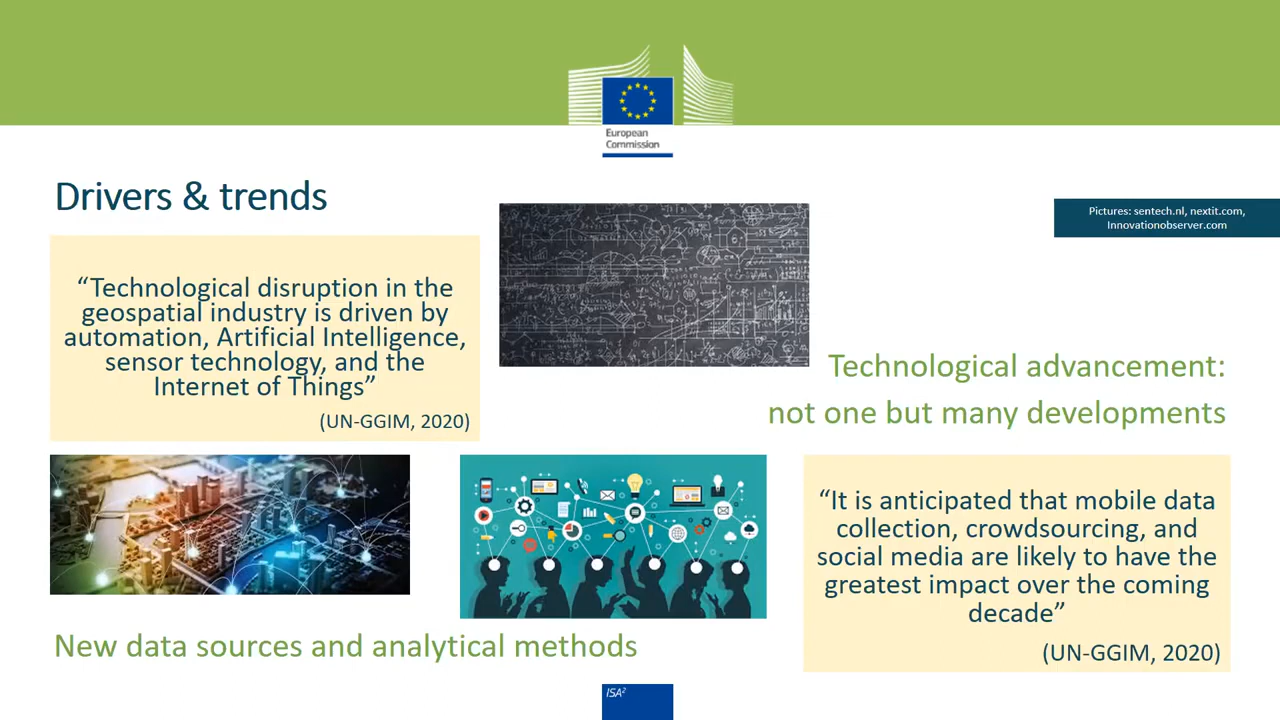 European
Commission
Drivers & trends
Pictures: sentech.nl, nextit.com,
Innovationobserver.com
“Technological disruption in the
geospatial industry is driven by
automation, Artificial Intelligence,
sensor technology, and the
Internet of Things”
(UN-GGIM, 2020)
Technological advancement:
not one but many developments
“It is anticipated that mobile data
collection, crowdsourcing, and
social media are likely to have the
greatest impact over the coming
decade”
(UN-GGIM, 2020)
New data sources and analytical methods
ISA²